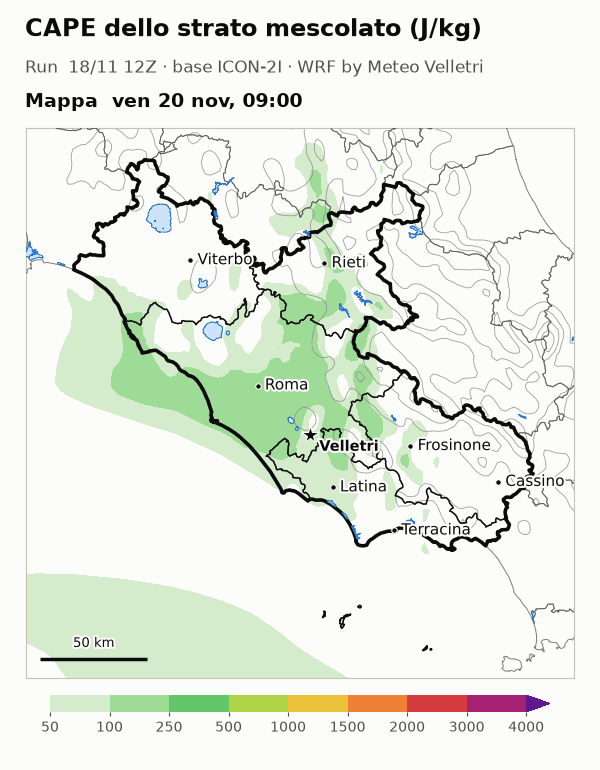 CAPE dello strato mescolato (J/kg)
Run  18/11 12Z · base ICON-2I · WRF by Meteo Velletri
Mappa  ven 20 nov, 09:00
Viterbo
Rieti
Roma
Velletri
Frosinone
Latina
Cassino
Terracina
50 km
50 100 250 500 1000 1500 2000 3000 4000